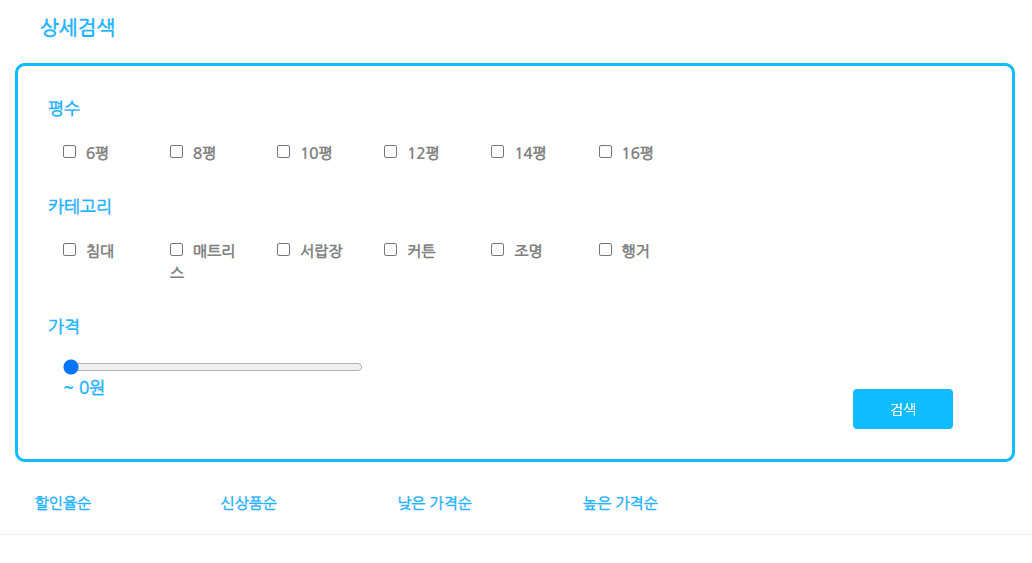 상세검색
평수
6평 8평 10평 12평 14평 16평
카테고리
침대 매트리 서랍장 커튼 조명 행거
스
가격
~ 0원
검색
할인율순 신상품순 낮은 가격순 높은 가격순